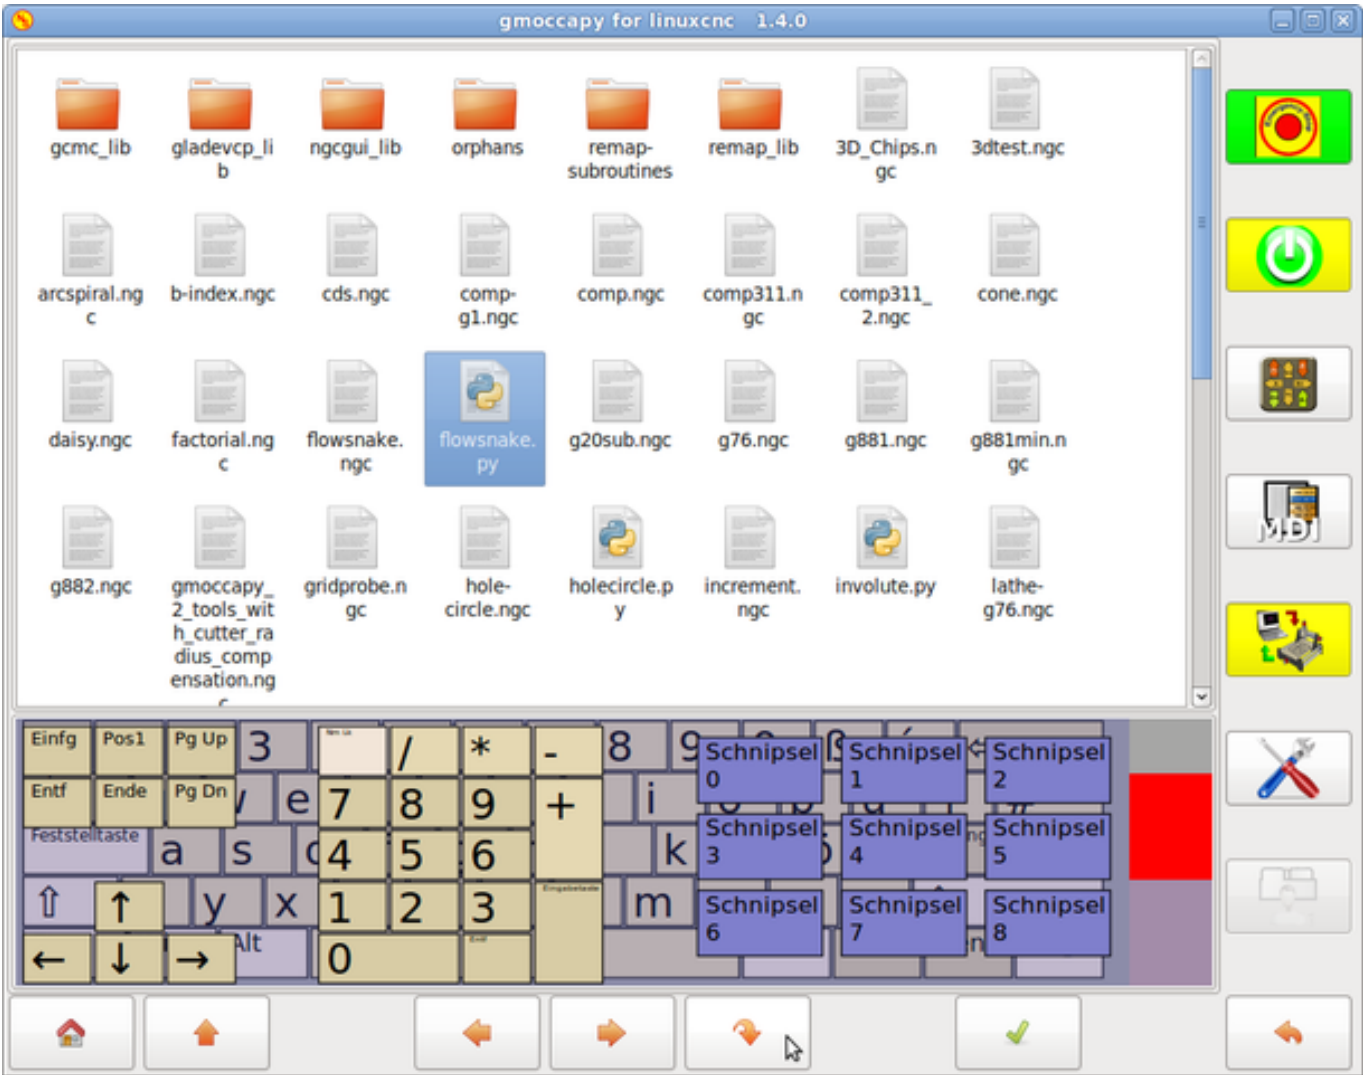 gmoccapy for linuxcnc 1.4.0
gcmc_lib
gladevcp_li
b
ngcgui_lib
orphans
remap-
subroutines
remap_lib
3D_Chips.n
gc
3dtest.ngc
arcspiral.ng
c
b-index.ngc
cds.ngc
comp-
g1.ngc
comp.ngc
comp311.n
gc
comp311_
2.ngc
cone.ngc
daisy.ngc
factorial.ng
c
flowsnake.
ngc
flowsnake.
py
g20sub.ngc
g76.ngc
g881.ngc
g881min.n
gc
g882.ngc
gmoccapy_
2_tools_wit
h_cutter_ra
dius_comp
ensation.ng
c
gridprobe.n
gc
hole-
circle.ngc
holecircle.p
y
increment.
ngc
involute.py
lathe-
g76.ngc
MDI
Einfg Pos1 Pg Up 3 / * - 8 9
Entf Ende Pg Dn e 7 8 9 + i
Feststelltaste a s 4 5 6 k
⇧ ↑ y x 1 2 3 Eingabetaste m
← ↓ → Alt 0 Entf
Schnipsel
0
Schnipsel
1
Schnipsel
2
Schnipsel
3
Schnipsel
4
Schnipsel
5
Schnipsel
6
Schnipsel
7
Schnipsel
8